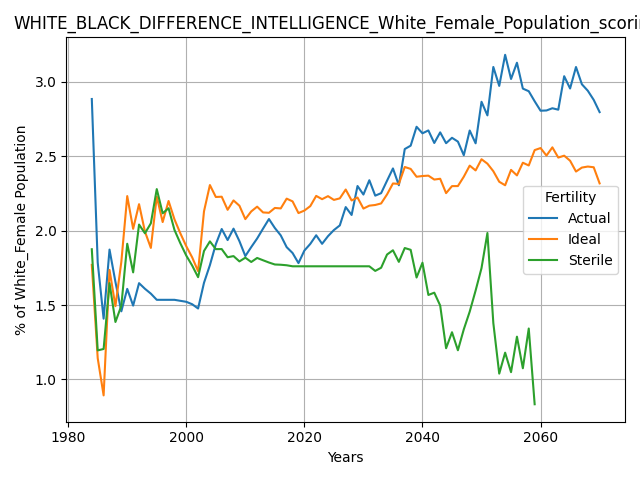 WHITE_BLACK_DIFFERENCE_INTELLIGENCE_White_Female_Population_scorin
% of White_Female Population
3.0
2.5
2.0
1.5
1.0
Fertility
Actual
Ideal
Sterile
1980
2000
2020
2040
2060
Years